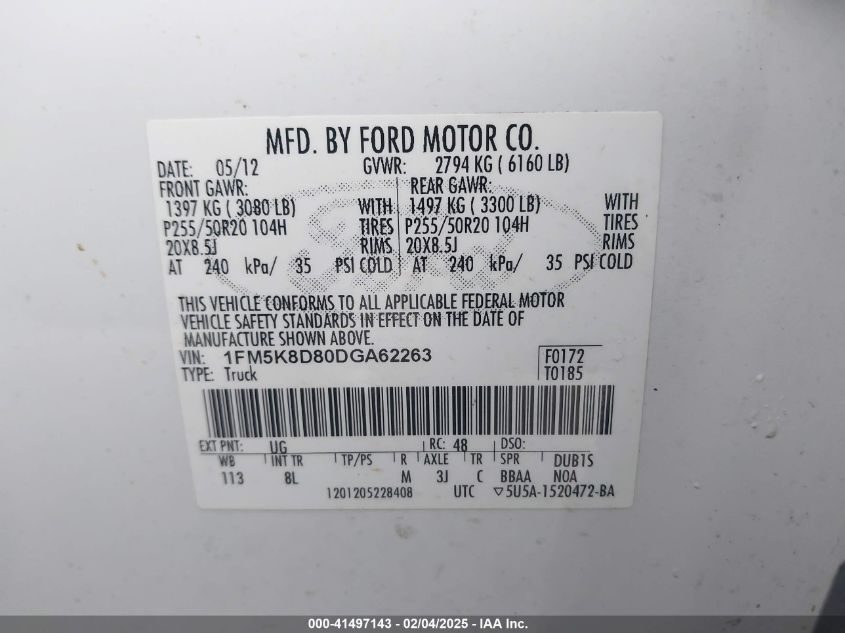 MFD. BY FORD MOTOR CO.
DATE: 05/12 GVWR: 2794 KG ( 6160 LB)
FRONT GAWR: REAR GAWR:
1397 KG ( 3080 LB) WITH 1497 KG ( 3300 LB) WITH
P255/50R20 104H TIRES P255/50R20 104H TIRES
20X8.5J RIMS 20X8.5J RIMS
AT 240 kPa/ 35 PSI COLD AT 240 kPa/ 35 PSI COLD
THIS VEHICLE CONFORMS TO ALL APPLICABLE FEDERAL MOTOR
VEHICLE SAFETY STANDARDS IN EFFECT ON THE DATE OF
MANUFACTURE SHOWN ABOVE.
VIN: 1FM5K8D80DGA62263 F0172
TYPE: Truck T0185
EXT PNT: UG RC: 48 DSO:
WB INT TR TP/PS R AXLE TR SPR DUB1S
113 8L M 3J C BBAA NOA
1201205228408 UTC ▽5U5A-1520472-BA
000-41497143 - 02/04/2025 - IAA Inc.